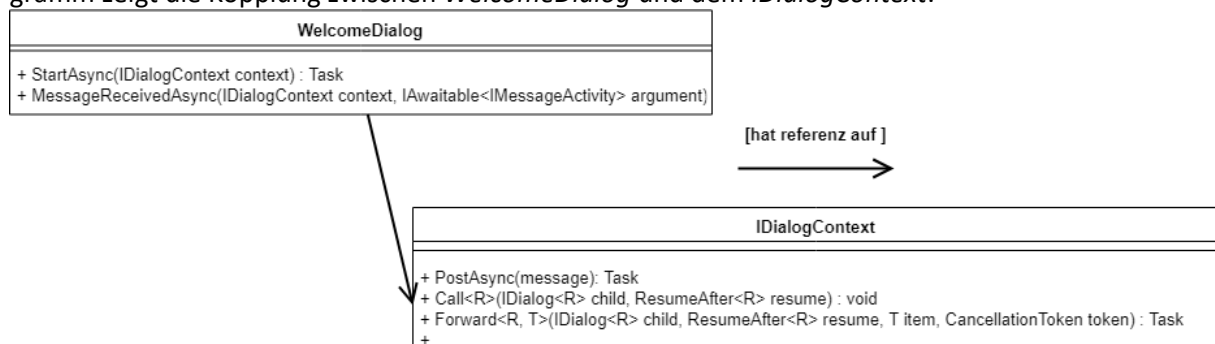 gramm zeigt die Kopplung zwischen WelcomeDialog und dem IDialogContext.
WelcomeDialog
+ StartAsync(IDialogContext context) : Task
+ MessageReceivedAsync(IDialogContext context, IAwaitable<IMessageActivity> argument)
[hat referenz auf ]
IDialogContext
+ PostAsync(message): Task
+ Call<R>(IDialog<R> child, ResumeAfter<R> resume) : void
+ Forward<R, T>(IDialog<R> child, ResumeAfter<R> resume, T item, CancellationToken token) : Task
+